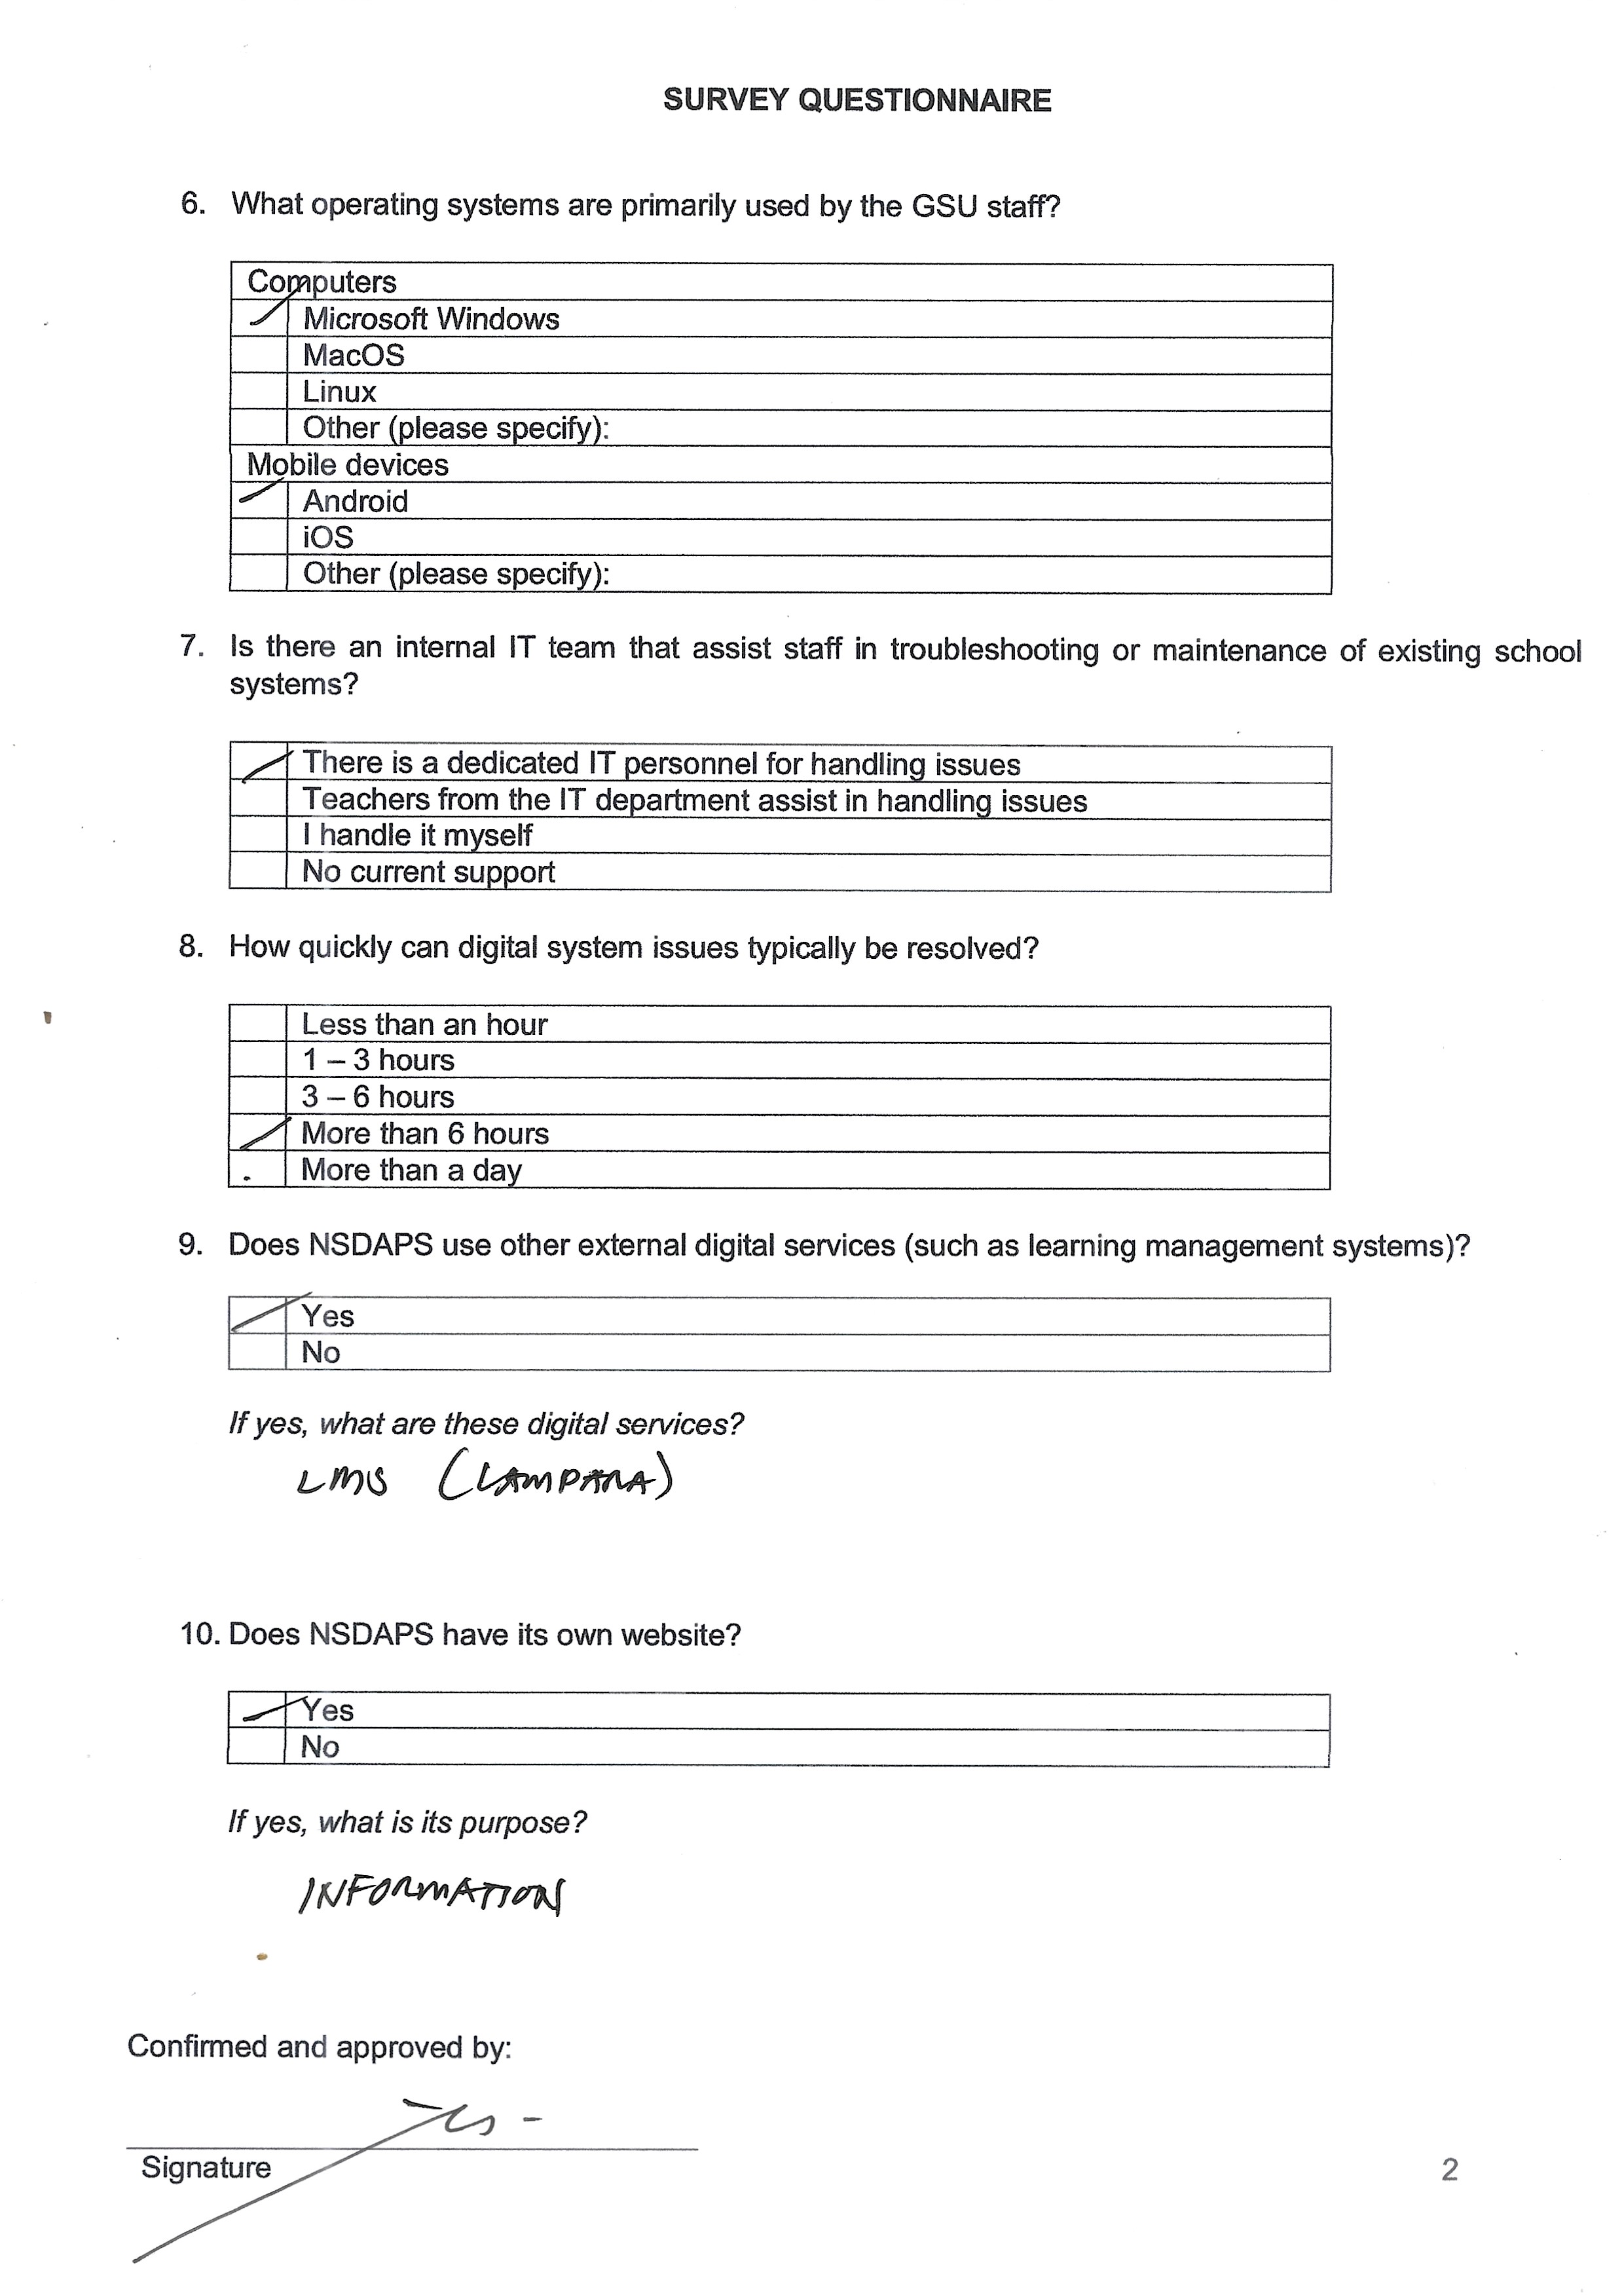 SURVEY QUESTIONNAIRE
6. What operating systems are primarily used by the GSU staff?
Computers
Microsoft Windows
MacOS
Linux
Other (please specify):
Mobile devices
Android
iOS
Other (please specify):
7. Is there an internal IT team that assist staff in troubleshooting or maintenance of existing school
systems?
There is a dedicated IT personnel for handling issues
Teachers from the IT department assist in handling issues
I handle it myself
No current support
8. How quickly can digital system issues typically be resolved?
Less than an hour
1 – 3 hours
3 – 6 hours
More than 6 hours
More than a day
9. Does NSDAPS use other external digital services (such as learning management systems)?
Yes
No
If yes, what are these digital services?
LMS (LAMPARA)
10. Does NSDAPS have its own website?
Yes
No
If yes, what is its purpose?
INFORMATION
Confirmed and approved by:
Signature
2